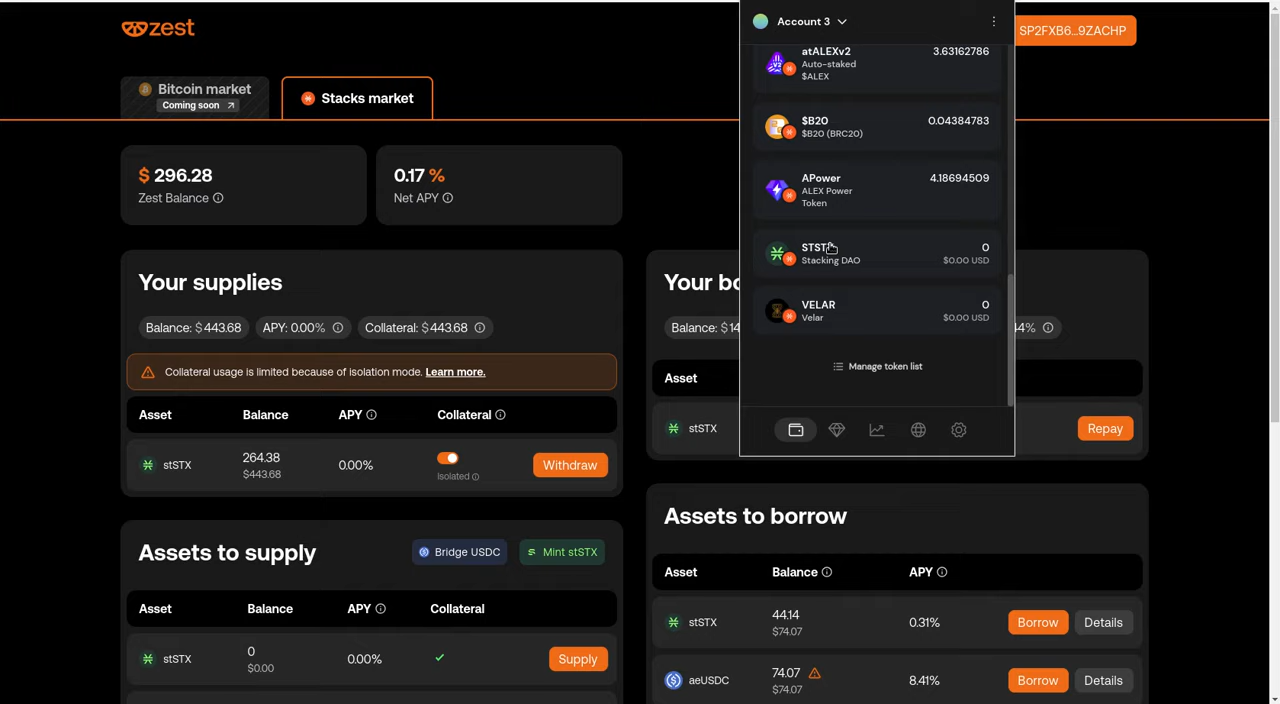 zest
Account 3
SP2FXB6...9ZACHP
Bitcoin market
Coming soon
Stacks market
$ 296.28
Zest Balance
0.17 %
Net APY
atALEXv2
Auto-staked
$ALEX
3.63162786
$B20
$B20 (BRC20)
0.04384783
APower
ALEX Power
Token
4.18694509
Stacking DAO
0
$0.00 USD
VELAR
Velar
0
$0.00 USD
Manage token list
Your supplies
Balance: $443.68
APY: 0.00%
Collateral: $443.68
Collateral usage is limited because of isolation mode. Learn more.
Asset Balance APY Collateral
stSTX
264.38
$443.68
0.00%
Isolated
Withdraw
Your bo
Balance: $14
44%
Asset
stSTX
Repay
Assets to supply
Bridge USDC
Mint stSTX
Asset Balance APY Collateral
stSTX
0
$0.00
0.00%
Supply
Assets to borrow
Asset Balance APY
stSTX
44.14
$74.07
0.31%
Borrow
Details
aeUSDC
74.07
$74.07
8.41%
Borrow
Details